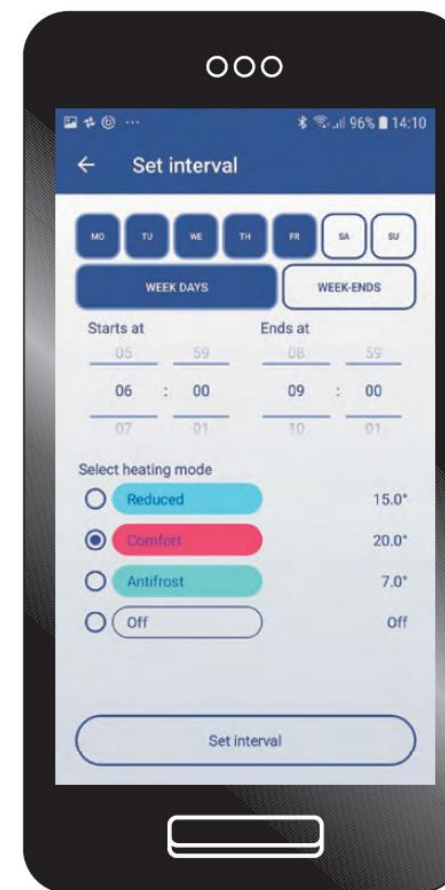 96% 14:10
← Set interval
MO TU WE TH FR SA SU
WEEK DAYS WEEK-ENDS
Starts at Ends at
05 59 08 59
06 : 00 09 : 00
07 01 10 01
Select heating mode
Reduced 15.0°
Comfort 20.0°
Antifrost 7.0°
Off Off
Set interval